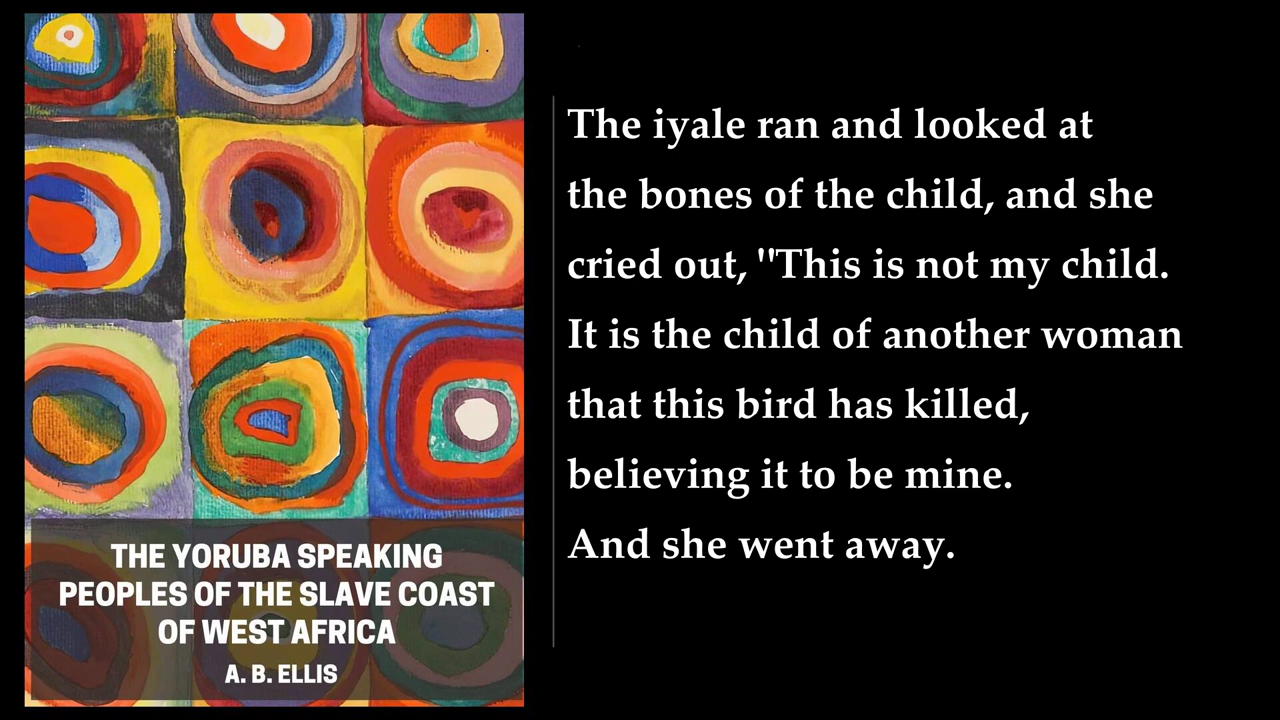 THE YORUBA SPEAKING
PEOPLES OF THE SLAVE COAST
OF WEST AFRICA
A. B. ELLIS
The iyale ran and looked at
the bones of the child, and she
cried out, "This is not my child.
It is the child of another woman
that this bird has killed,
believing it to be mine.
And she went away.